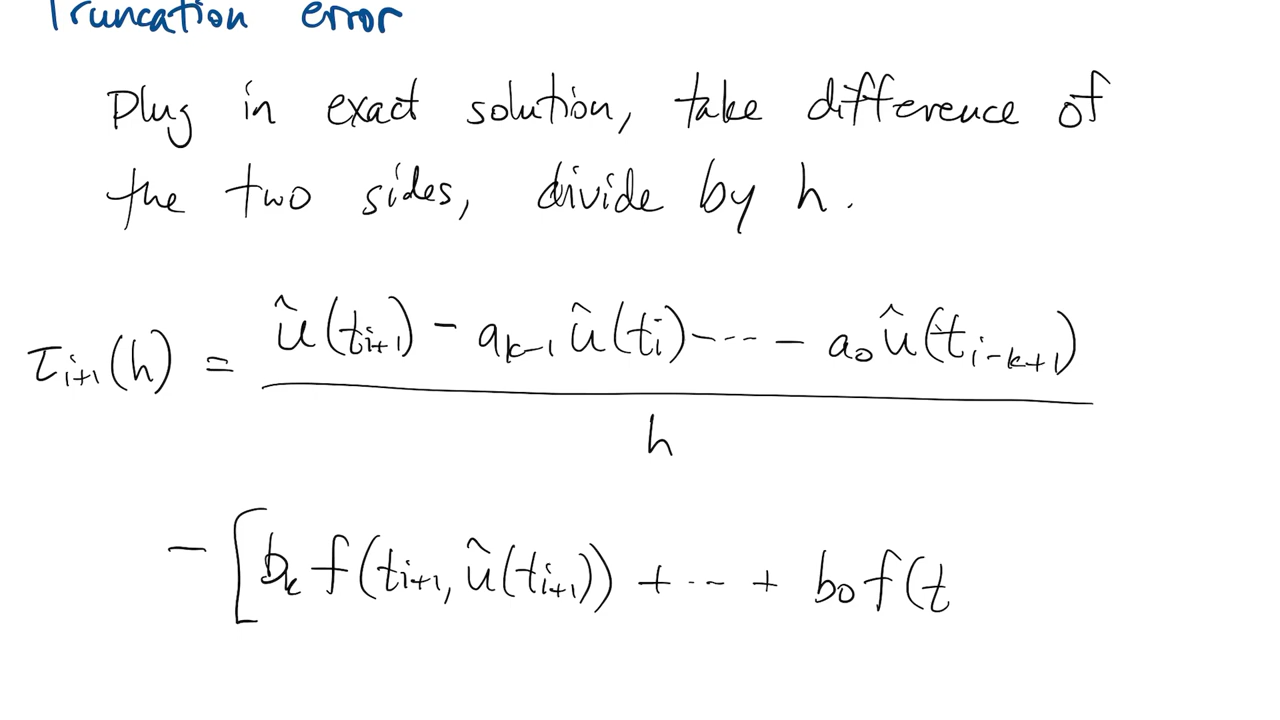 Truncation error
Plug in exact solution, take difference of
the two sides, divide by h.
τᵢ₊₁(h) = û(tᵢ₊₁) - aₖ₋₁ û(tᵢ) --- - a₀ û(tᵢ₋ₖ₊₁)
h
- [bₖ f(tᵢ₊₁, û(tᵢ₊₁)) + ... + b₀ f(t